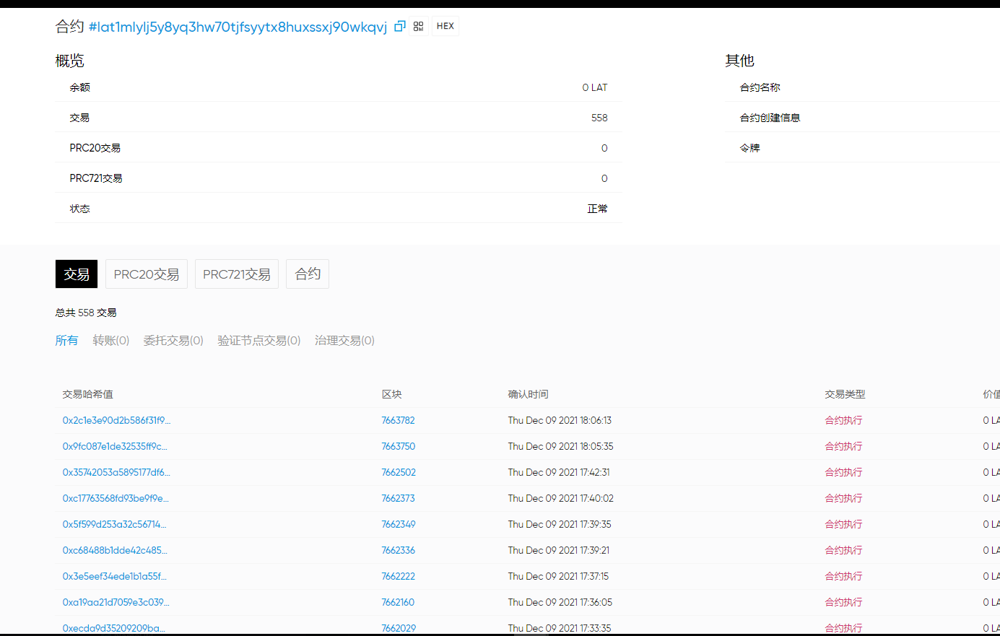 合约 #lat1mlylj5y8yq3hw70tjfsyytx8huxssxj90wkqvj HEX
概览
余额 0 LAT
交易 558
PRC20交易 0
PRC721交易 0
状态 正常
其他
合约名称
合约创建信息
令牌
交易 PRC20交易 PRC721交易 合约
总共 558 交易
所有 转账(0) 委托交易(0) 验证节点交易(0) 治理交易(0)
交易哈希值 区块 确认时间 交易类型 价值
0x2c1e3e90d2b586f31f9... 7663782 Thu Dec 09 2021 18:06:13 合约执行 0 LA
0x9fc087e1de32535ff9c... 7663750 Thu Dec 09 2021 18:05:35 合约执行 0 LA
0x35742053a5895177df6... 7662502 Thu Dec 09 2021 17:42:31 合约执行 0 LA
0xc17763568fd93be9f9e... 7662373 Thu Dec 09 2021 17:40:02 合约执行 0 LA
0x5f599d253a32c56714... 7662349 Thu Dec 09 2021 17:39:35 合约执行 0 LA
0xc68488b1dde42c485... 7662336 Thu Dec 09 2021 17:39:21 合约执行 0 LA
0x3e5eef34ede1b1a55f... 7662222 Thu Dec 09 2021 17:37:15 合约执行 0 LA
0xa19aa21d7059e3c039... 7662160 Thu Dec 09 2021 17:36:05 合约执行 0 LA
0xecda9d35209209ba... 7662029 Thu Dec 09 2021 17:33:35 合约执行 0 LA